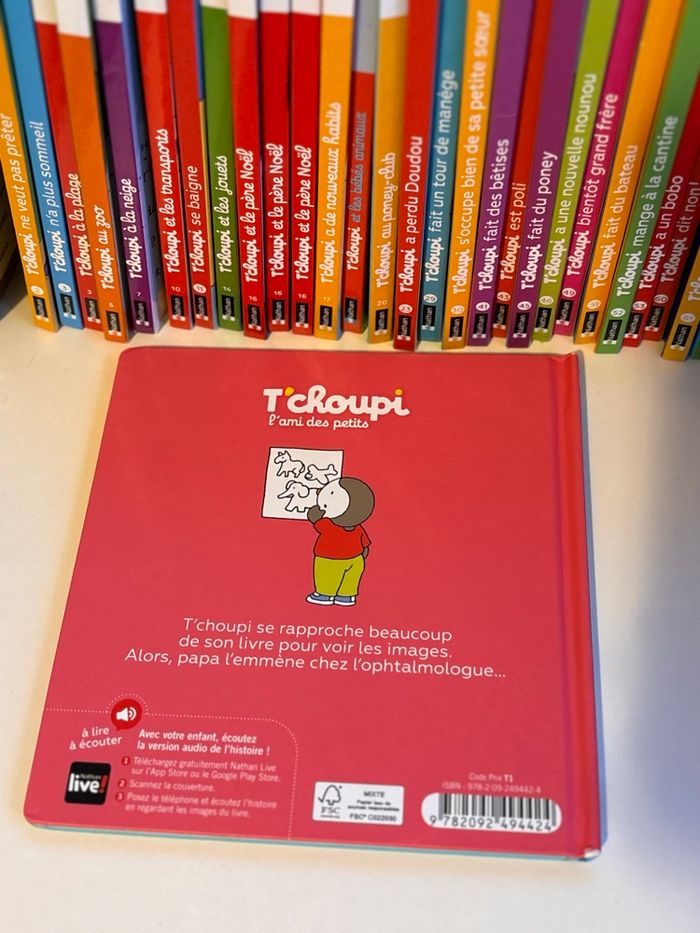 T'choupi ne veut pas prêter
T'choupi n'a plus sommeil
T'choupi à la plage
T'choupi au zoo
T'choupi à la neige
T'choupi et les transports
T'choupi se baigne
T'choupi et les jouets
T'choupi et le père Noël
T'choupi et le père Noël
T'choupi et le père Noël
T'choupi a de nouveaux habits
T'choupi et les bébés animaux
T'choupi au poney-club
T'choupi a perdu Doudou
T'choupi fait un tour de manège
T'choupi s'occupe bien de sa petite sœur
T'choupi fait des bêtises
T'choupi est poli
T'choupi fait du poney
T'choupi a une nouvelle nounou
T'choupi bientôt grand frère
T'choupi fait du bateau
T'choupi mange à la cantine
T'choupi a un bobo
T'choupi dit non
T'choupi
l'ami des petits
T'choupi se rapproche beaucoup
de son livre pour voir les images.
Alors, papa l'emmène chez l'ophtalmologue...
à lire
à écouter
Nathan
live!
Avec votre enfant, écoutez
la version audio de l'histoire !
1 Téléchargez gratuitement Nathan Live
sur l'App Store ou le Google Play Store.
2 Scannez la couverture.
3 Posez le téléphone et écoutez l'histoire
en regardant les images du livre.
FSC
MIXTE
Papier issu de
sources responsables
FSC® C022030
Code Prix T1
ISBN : 978-2-09-249442-4
9 782092 494424